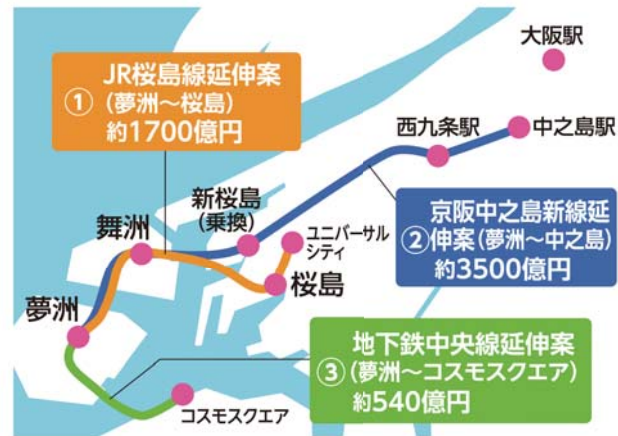 大阪駅
JR桜島線延伸案
①(夢洲～桜島)
約1700億円
西九条駅
中之島駅
新桜島
(乗換)
ユニバーサル
シティ
舞洲
桜島
京阪中之島新線延
②伸案(夢洲～中之島)
約3500億円
夢洲
地下鉄中央線延伸案
③(夢洲～コスモスクエア)
約540億円
コスモスクエア